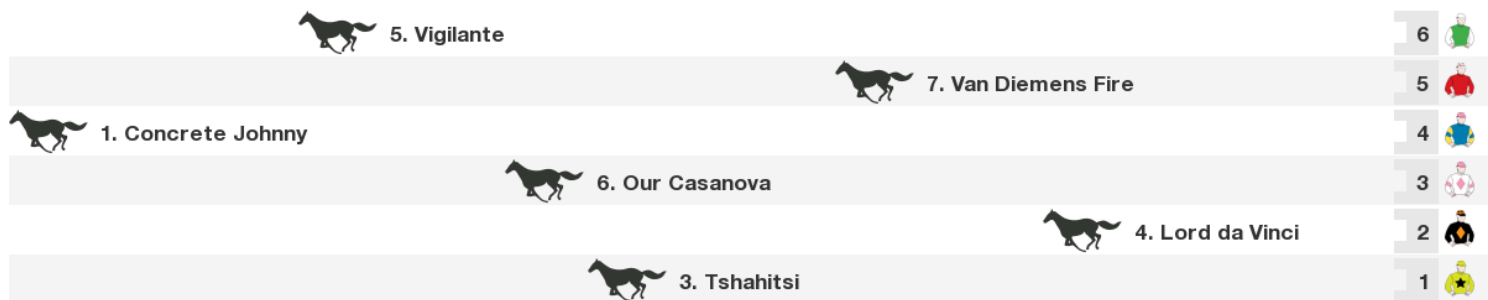 5. Vigilante 6
7. Van Diemens Fire 5
1. Concrete Johnny 4
6. Our Casanova 3
4. Lord da Vinci 2
3. Tshahitsi 1